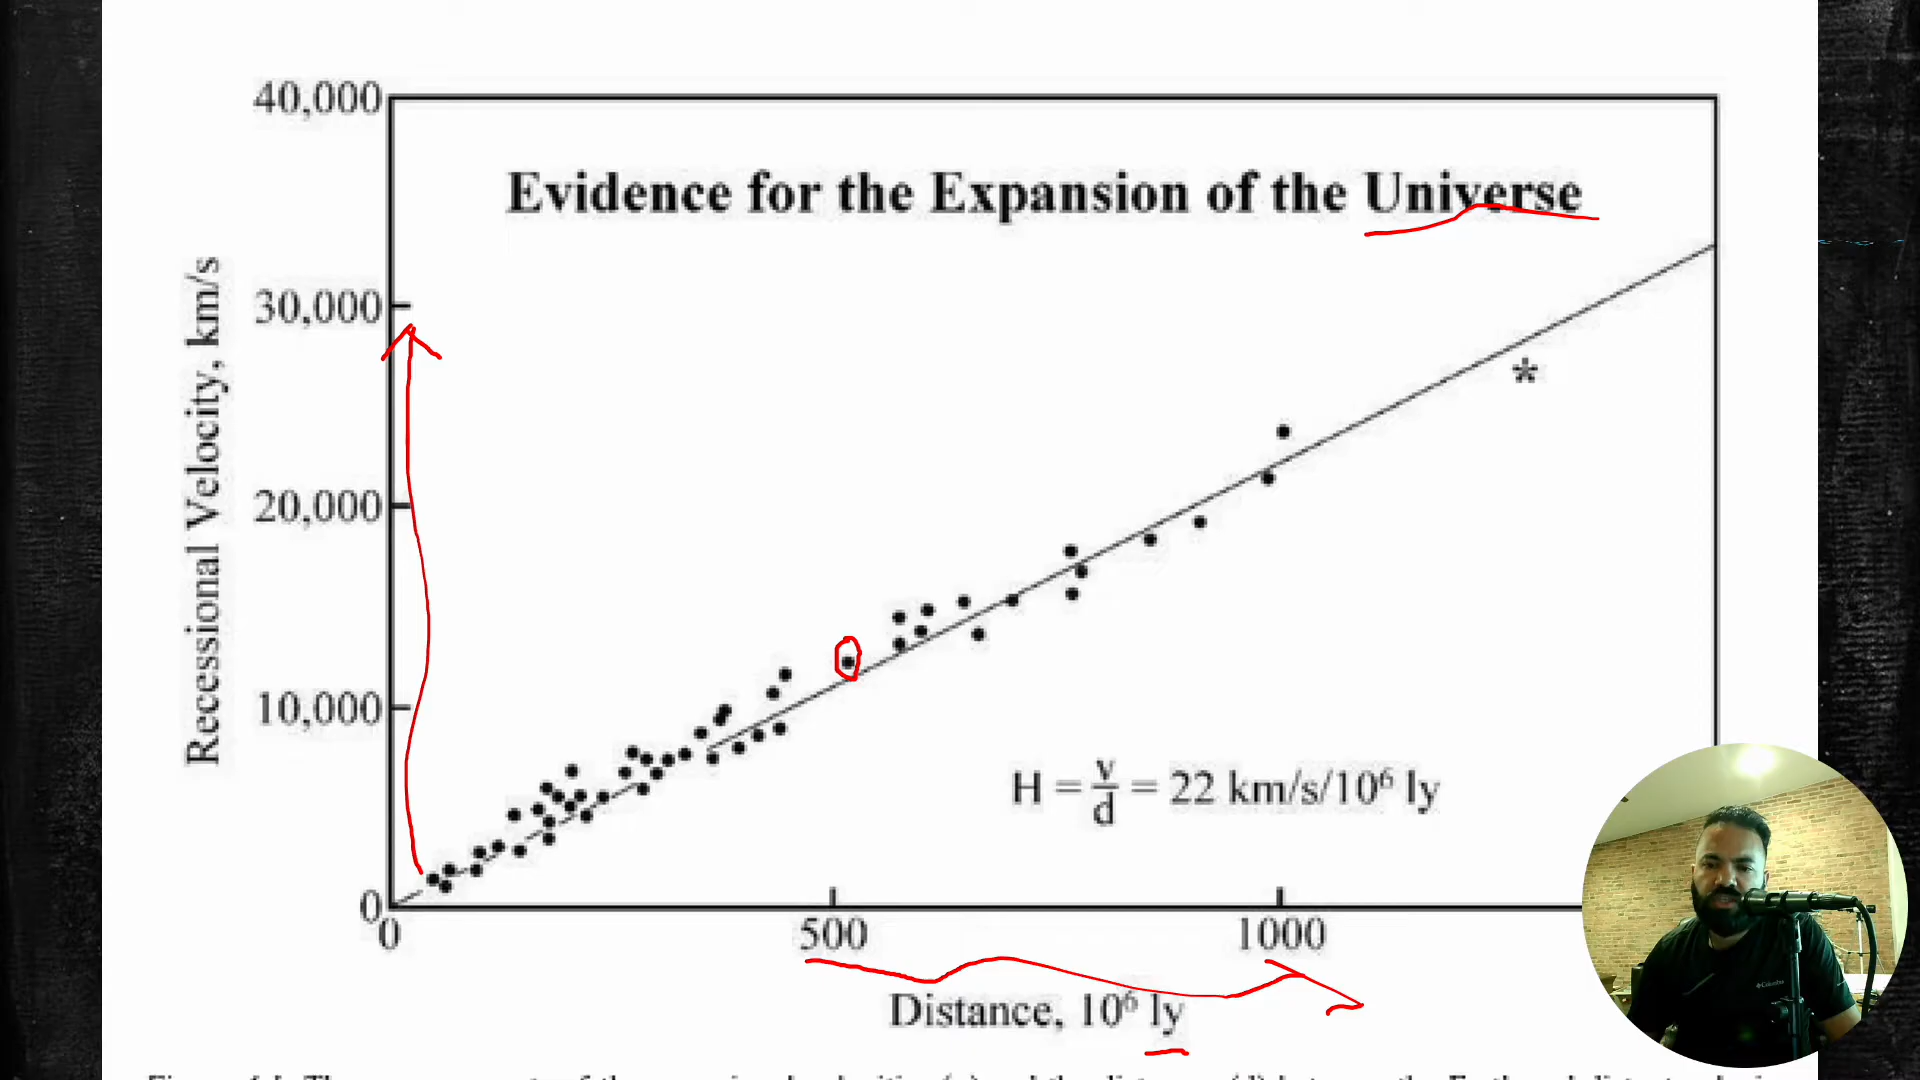 40,000
Evidence for the Expansion of the Universe
30,000
Recessional Velocity, km/s
20,000
10,000
H = v/d = 22 km/s/10⁶ ly
*
0
0 500 1000
Distance, 10⁶ ly
Columbia